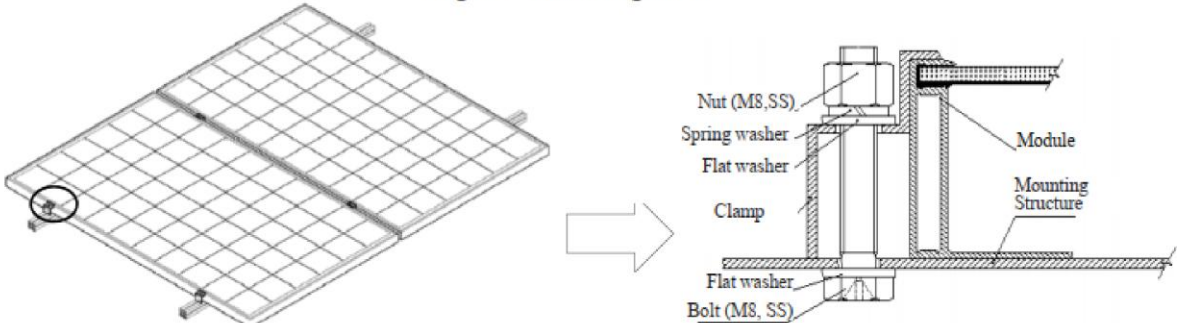 Nut (M8,SS)
Spring washer
Flat washer
Clamp
Module
Mounting
Structure
Flat washer
Bolt (M8, SS)